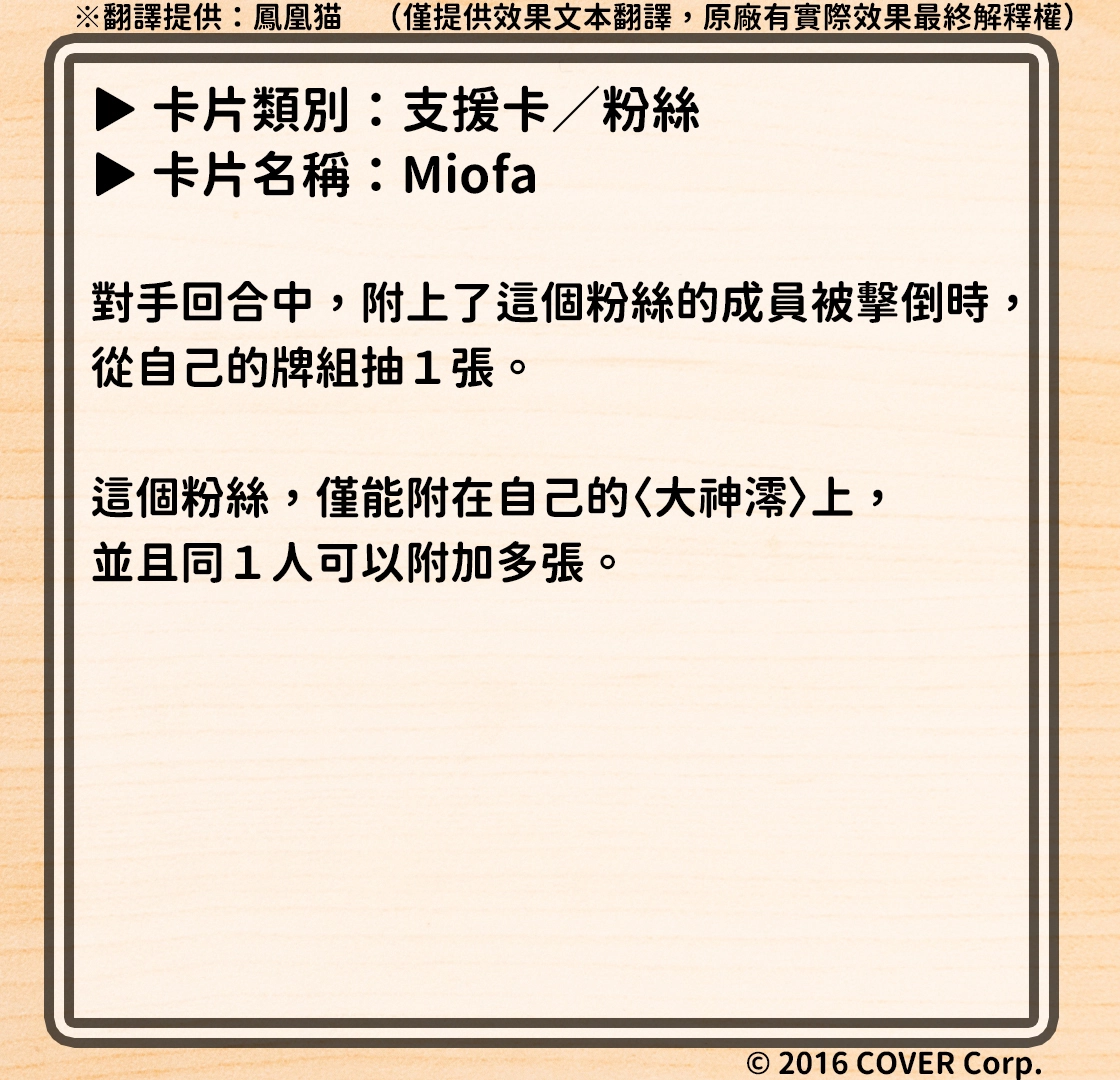 ※翻譯提供：鳳凰猫　（僅提供效果文本翻譯，原廠有實際效果最終解釋權）
▶ 卡片類別：支援卡／粉絲
▶ 卡片名稱：Miofa
對手回合中，附上了這個粉絲的成員被擊倒時，
從自己的牌組抽１張。
這個粉絲，僅能附在自己的〈大神澪〉上，
並且同１人可以附加多張。
© 2016 COVER Corp.